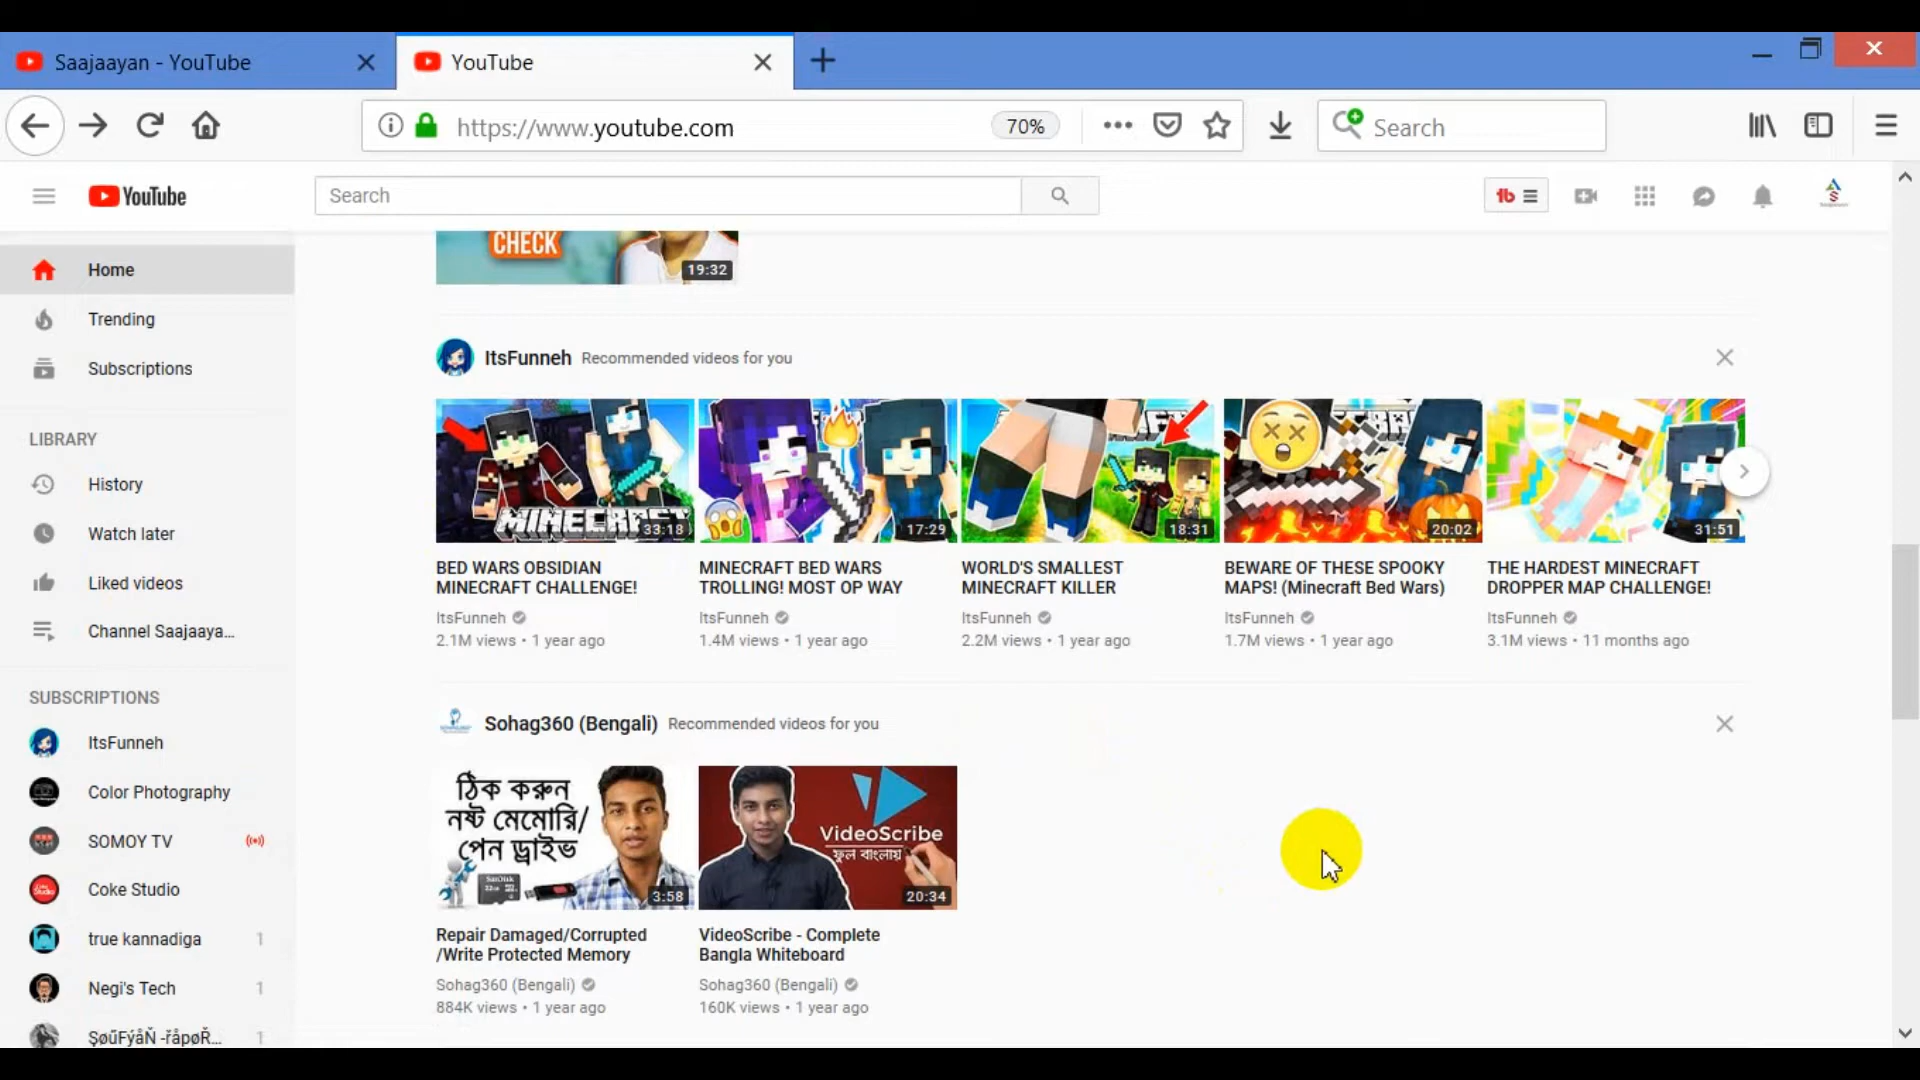 Saajaayan - YouTube
YouTube
https://www.youtube.com
70%
Search
YouTube
Search
Home
Trending
Subscriptions
LIBRARY
History
Watch later
Liked videos
Channel Saajaaya...
SUBSCRIPTIONS
ItsFunneh
Color Photography
SOMOY TV
Coke Studio
true kannadiga 1
Negi's Tech 1
ŞøűFÿåŇ -řåpøŘ... 1
CHECK
19:32
ItsFunneh Recommended videos for you
MINECRAFT
33:18
17:29
18:31
20:02
31:51
BED WARS OBSIDIAN
MINECRAFT CHALLENGE!
ItsFunneh
2.1M views • 1 year ago
MINECRAFT BED WARS
TROLLING! MOST OP WAY
ItsFunneh
1.4M views • 1 year ago
WORLD'S SMALLEST
MINECRAFT KILLER
ItsFunneh
2.2M views • 1 year ago
BEWARE OF THESE SPOOKY
MAPS! (Minecraft Bed Wars)
ItsFunneh
1.7M views • 1 year ago
THE HARDEST MINECRAFT
DROPPER MAP CHALLENGE!
ItsFunneh
3.1M views • 11 months ago
Sohag360 (Bengali) Recommended videos for you
ঠিক করুন
নষ্ট মেমোরি/
পেন ড্রাইভ
SanDisk
3:58
VideoScribe
ফুল বাংলায়
20:34
Repair Damaged/Corrupted
/Write Protected Memory
Sohag360 (Bengali)
884K views • 1 year ago
VideoScribe - Complete
Bangla Whiteboard
Sohag360 (Bengali)
160K views • 1 year ago